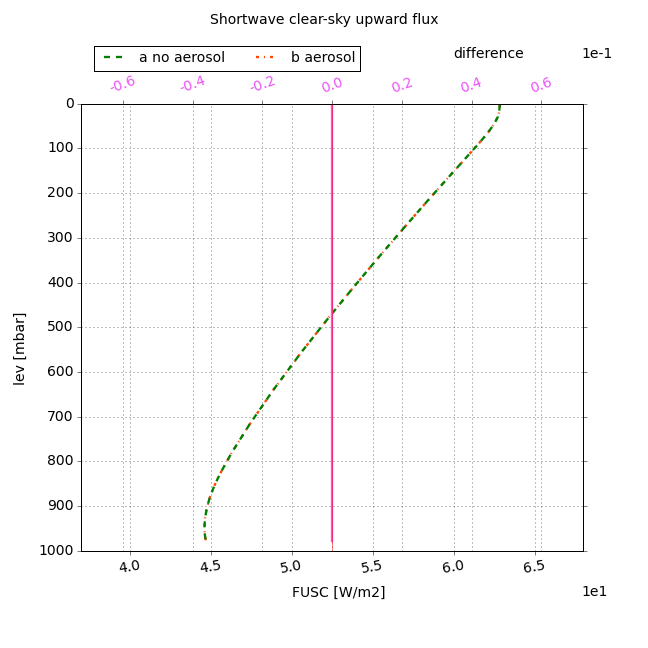 Shortwave clear-sky upward flux
a no aerosol b aerosol difference 1e-1
-0.6 -0.4 -0.2 0.0 0.2 0.4 0.6
0
100
200
300
400
500
600
700
800
900
1000
lev [mbar]
4.0 4.5 5.0 5.5 6.0 6.5
FUSC [W/m2] 1e1